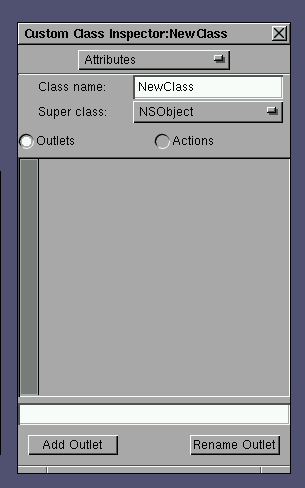 Custom Class Inspector:NewClass
Attributes
Class name: NewClass
Super class: NSObject
Outlets Actions
Add Outlet Rename Outlet